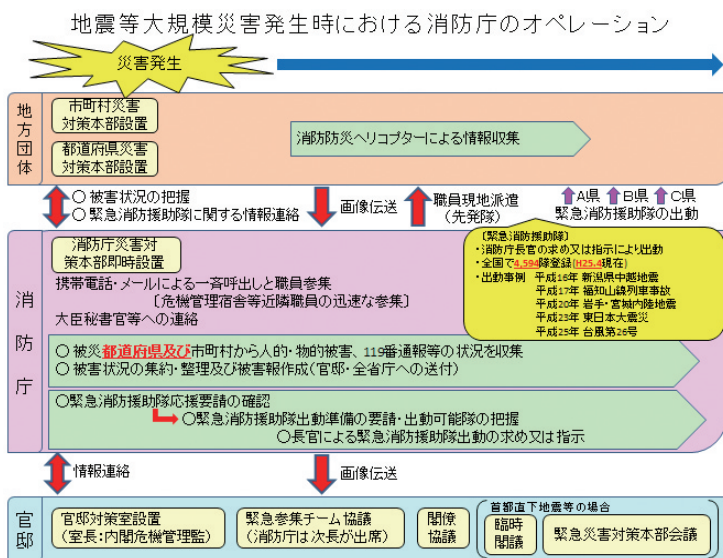 地震等大規模災害発生時における消防庁のオペレーション
災害発生
地方団体
市町村災害
対策本部設置
都道府県災害
対策本部設置
消防防災ヘリコプターによる情報収集
○ 被害状況の把握
○ 緊急消防援助隊に関する情報連絡
画像伝送
職員現地派遣
(先発隊)
A県 B県 C県
緊急消防援助隊の出動
〔緊急消防援助隊〕
・消防庁長官の求め又は指示により出動
・全国で4,594隊登録(H25.4現在)
・出動事例 平成16年 新潟県中越地震
平成17年 福知山線列車事故
平成20年 岩手・宮城内陸地震
平成23年 東日本大震災
平成25年 台風第26号
消防庁
消防庁災害対
策本部即時設置
携帯電話・メールによる一斉呼出しと職員参集
〔危機管理宿舎等近隣職員の迅速な参集〕
大臣秘書官等への連絡
○ 被災都道府県及び市町村から人的・物的被害、119番通報等の状況を収集
○ 被害状況の集約・整理及び被害報作成(官邸・全省庁への送付)
○緊急消防援助隊応援要請の確認
○緊急消防援助隊出動準備の要請・出動可能隊の把握
○長官による緊急消防援助隊出動の求め又は指示
情報連絡
画像伝送
官邸
官邸対策室設置
(室長:内閣危機管理監)
緊急参集チーム協議
(消防庁は次長が出席)
閣僚
協議
首都直下地震等の場合
臨時
閣議
緊急災害対策本部会議